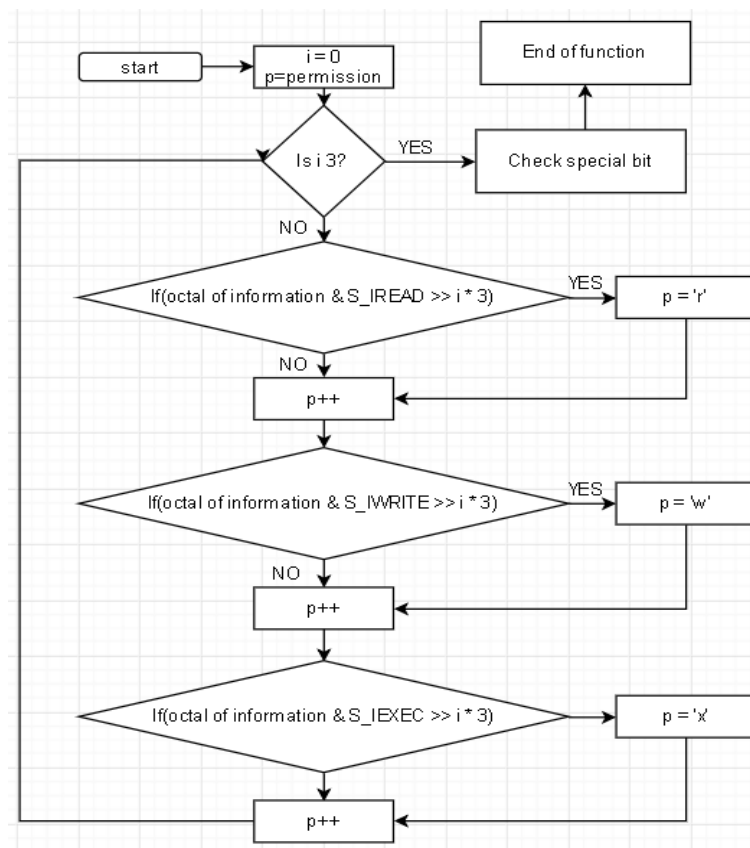 start
i = 0
p=permission
End of function
Is i 3?
YES
Check special bit
NO
If(octal of information & S_IREAD >> i * 3)
YES
p = 'r'
NO
p++
If(octal of information & S_IWRITE >> i * 3)
YES
p = 'w'
NO
p++
If(octal of information & S_IEXEC >> i * 3)
p = 'x'
p++